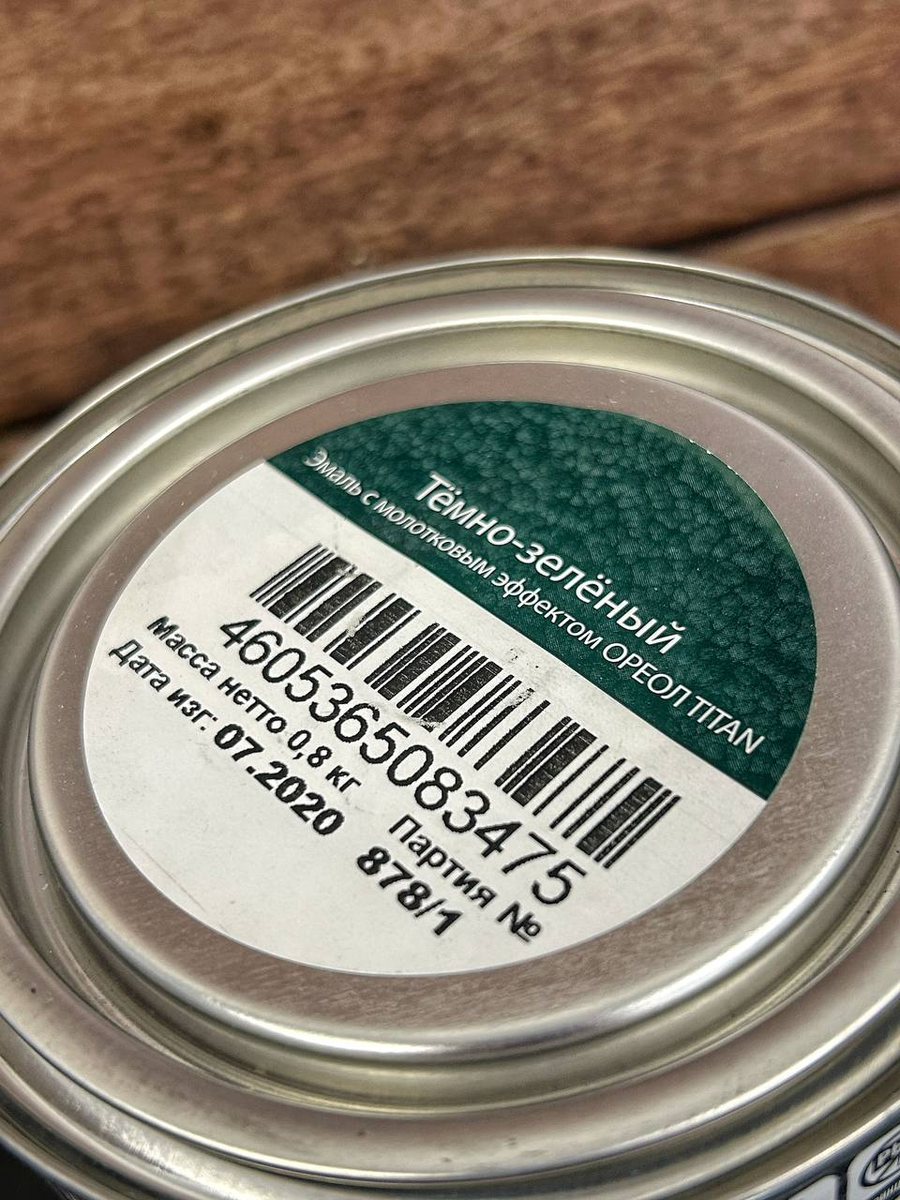 Тёмно-зелёный
Эмаль с молотковым эффектом ОРЕОЛ TITAN
4605365083475
Масса нетто 0,8 кг
Дата изг: 07.2020
Партия №
878/1